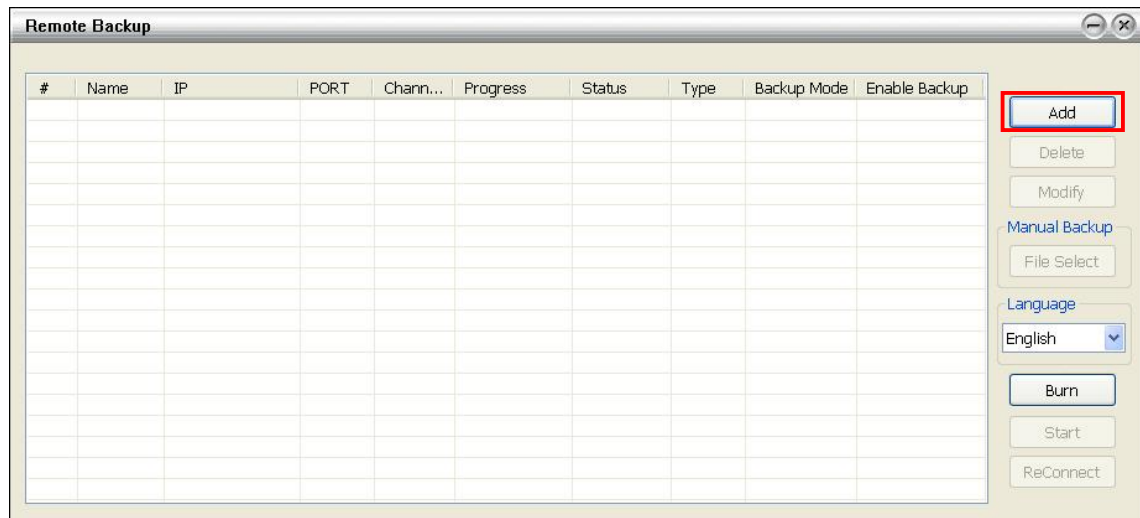 Remote Backup
# Name IP PORT Chann... Progress Status Type Backup Mode Enable Backup
Add
Delete
Modify
Manual Backup
File Select
Language
English
Burn
Start
ReConnect